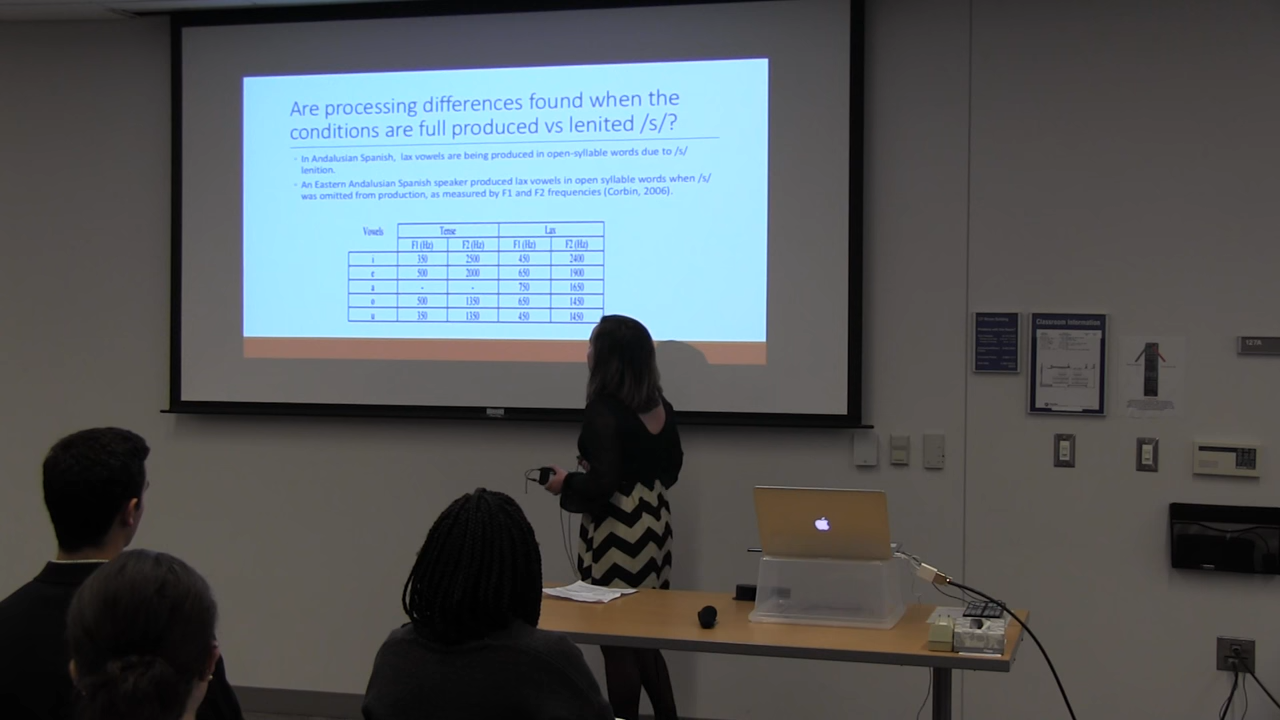 Are processing differences found when the
conditions are full produced vs lenited /s/?
• In Andalusian Spanish, lax vowels are being produced in open-syllable words due to /s/
lenition.
• An Eastern Andalusian Spanish speaker produced lax vowels in open syllable words when /s/
was omitted from production, as measured by F1 and F2 frequencies (Corbin, 2006).
Vowels Tense Lax
F1 (Hz) F2 (Hz) F1 (Hz) F2 (Hz)
i 350 2500 450 2400
e 500 2000 650 1900
a - - 750 1650
o 500 1350 650 1450
u 350 1350 450 1450
Classroom Information
127A